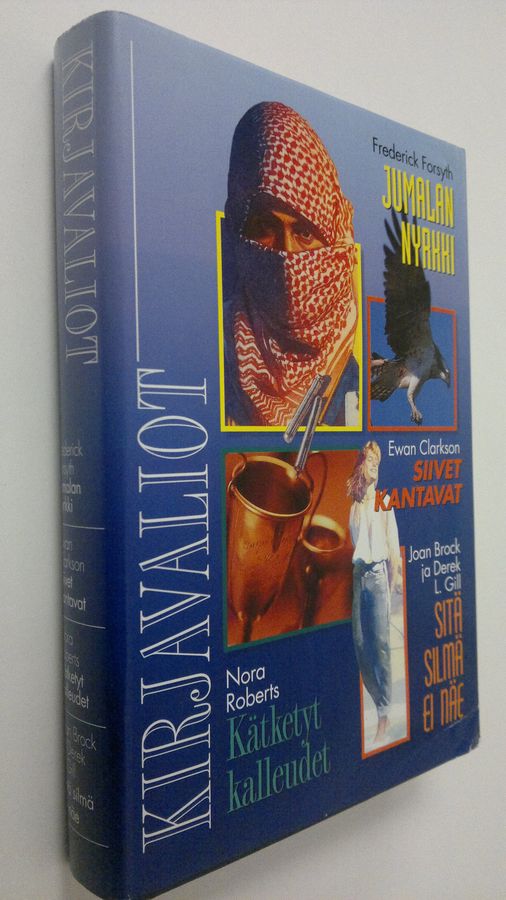 KIRJAVALIOT
KIRJAVALIOT
Frederick Forsyth
JUMALAN
NYRKKI
Ewan Clarkson
SIIVET
KANTAVAT
Joan Brock
ja Derek
L. Gill
SITÄ
SILMÄ
EI NÄE
Nora
Roberts
Kätketyt
kalleudet